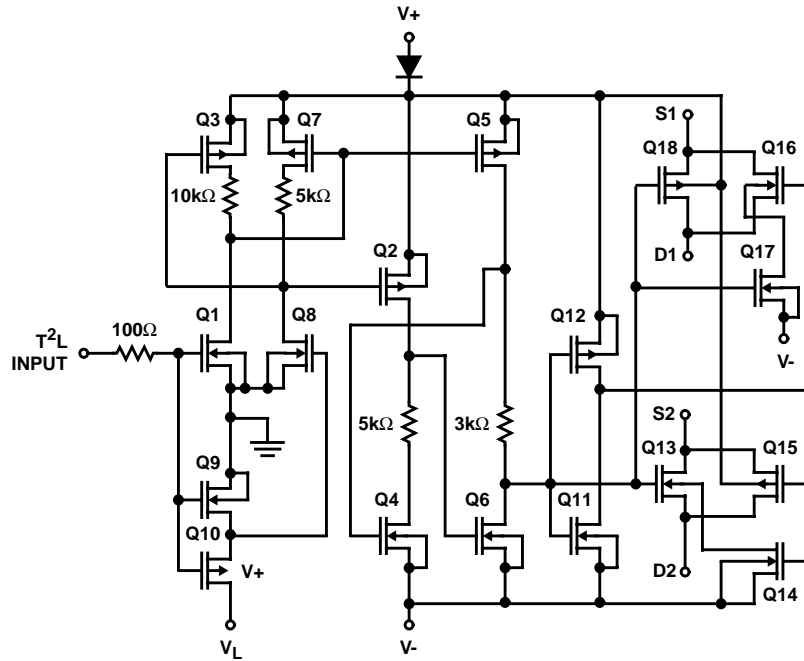 V+
Q3
Q7
Q5
S1
Q18
Q16
10kΩ
5kΩ
Q2
D1
Q17
Q1
Q8
T²L
INPUT
100Ω
Q12
V-
S2
5kΩ
3kΩ
Q13
Q15
Q9
Q4
Q6
Q11
Q10
V+
D2
Q14
VL
V-